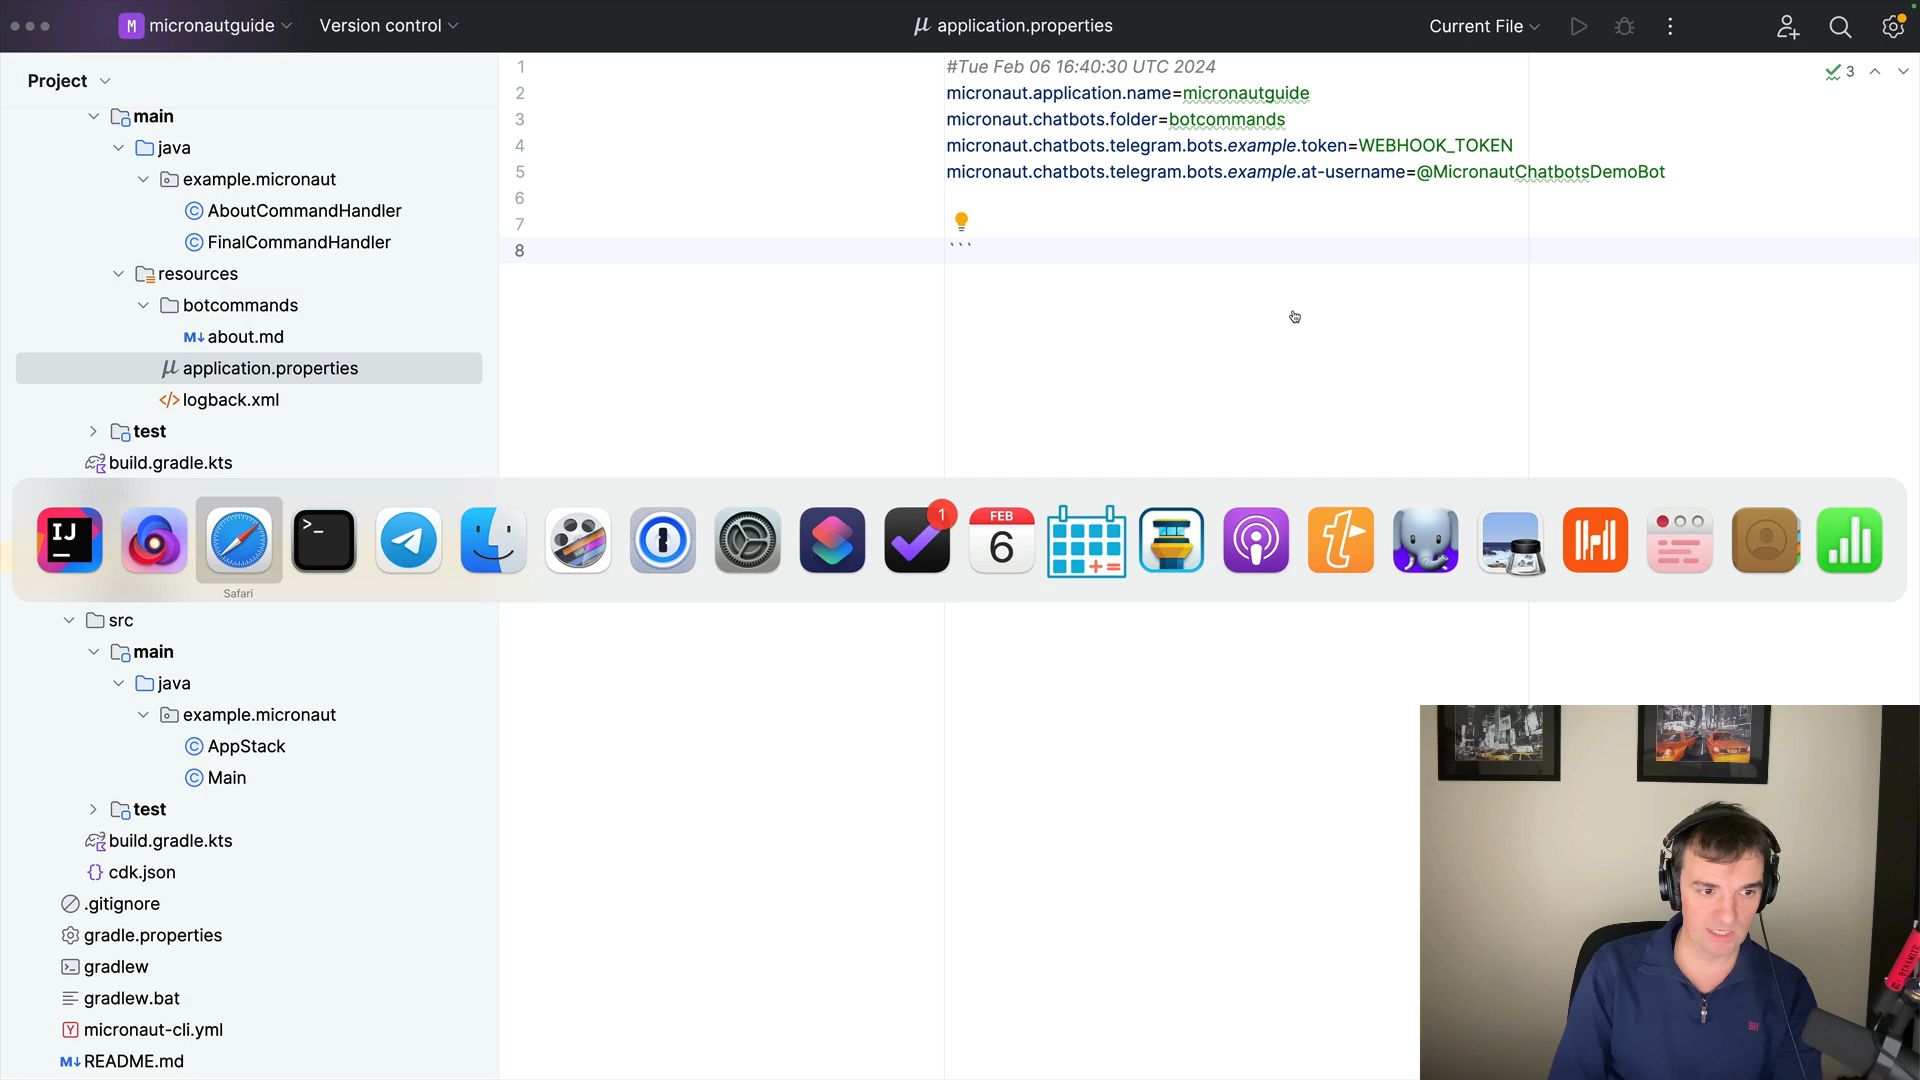 M micronautguide
Version control
μ application.properties
Current File
Project
main
java
example.micronaut
AboutCommandHandler
FinalCommandHandler
resources
botcommands
M↓ about.md
μ application.properties
</> logback.xml
test
build.gradle.kts
1 #Tue Feb 06 16:40:30 UTC 2024
2 micronaut.application.name=micronautguide
3 micronaut.chatbots.folder=botcommands
4 micronaut.chatbots.telegram.bots.example.token=WEBHOOK_TOKEN
5 micronaut.chatbots.telegram.bots.example.at-username=@MicronautChatbotsDemoBot
6
7
8 ```
3
IJ
>_
1
FEB
6
t
Safari
src
main
java
example.micronaut
AppStack
Main
test
build.gradle.kts
{} cdk.json
.gitignore
gradle.properties
gradlew
gradlew.bat
Y micronaut-cli.yml
M↓ README.md